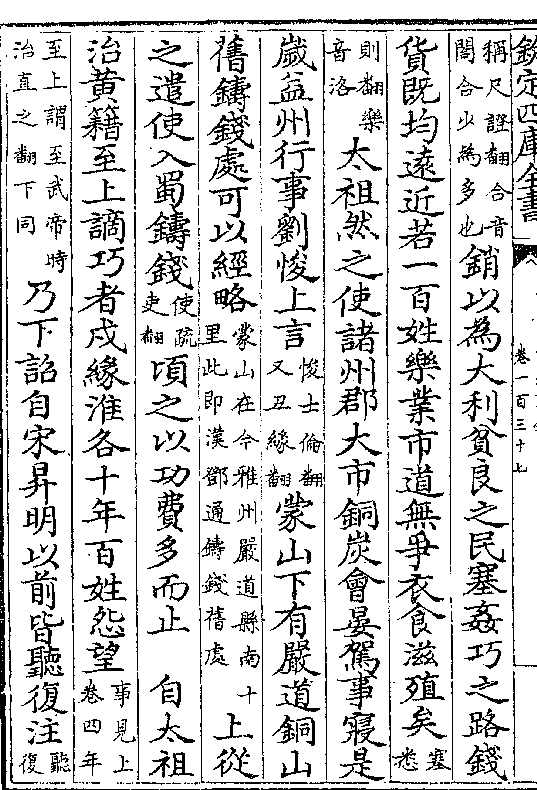 欽定四庫全書
卷一百三十七
稱尺證翻合音
閤合少為多也
銷以為大利貧良之民塞姦巧之路錢
貨既均逺近若一百姓樂業市道無爭衣食滋殖矣
塞
悉
則翻樂
音洛
太祖然之使諸州郡大市銅炭會晏駕事寢是
歲益州行事劉悛上言
悛士倫翻
又丑緣翻
蒙山下有嚴道銅山
舊鑄錢處可以經略
蒙山在今雅州嚴道縣南十
里此即漢鄧通鑄錢舊處
上從
之遣使入蜀鑄錢
使疏
吏翻
頃之以功費多而止
自太祖
治黄籍至上謫巧者戍緣淮各十年百姓怨望
事見上
卷四年
至上謂至武帝時
治直之翻下同
乃下詔自宋昇明以前皆聽復注
聽
復